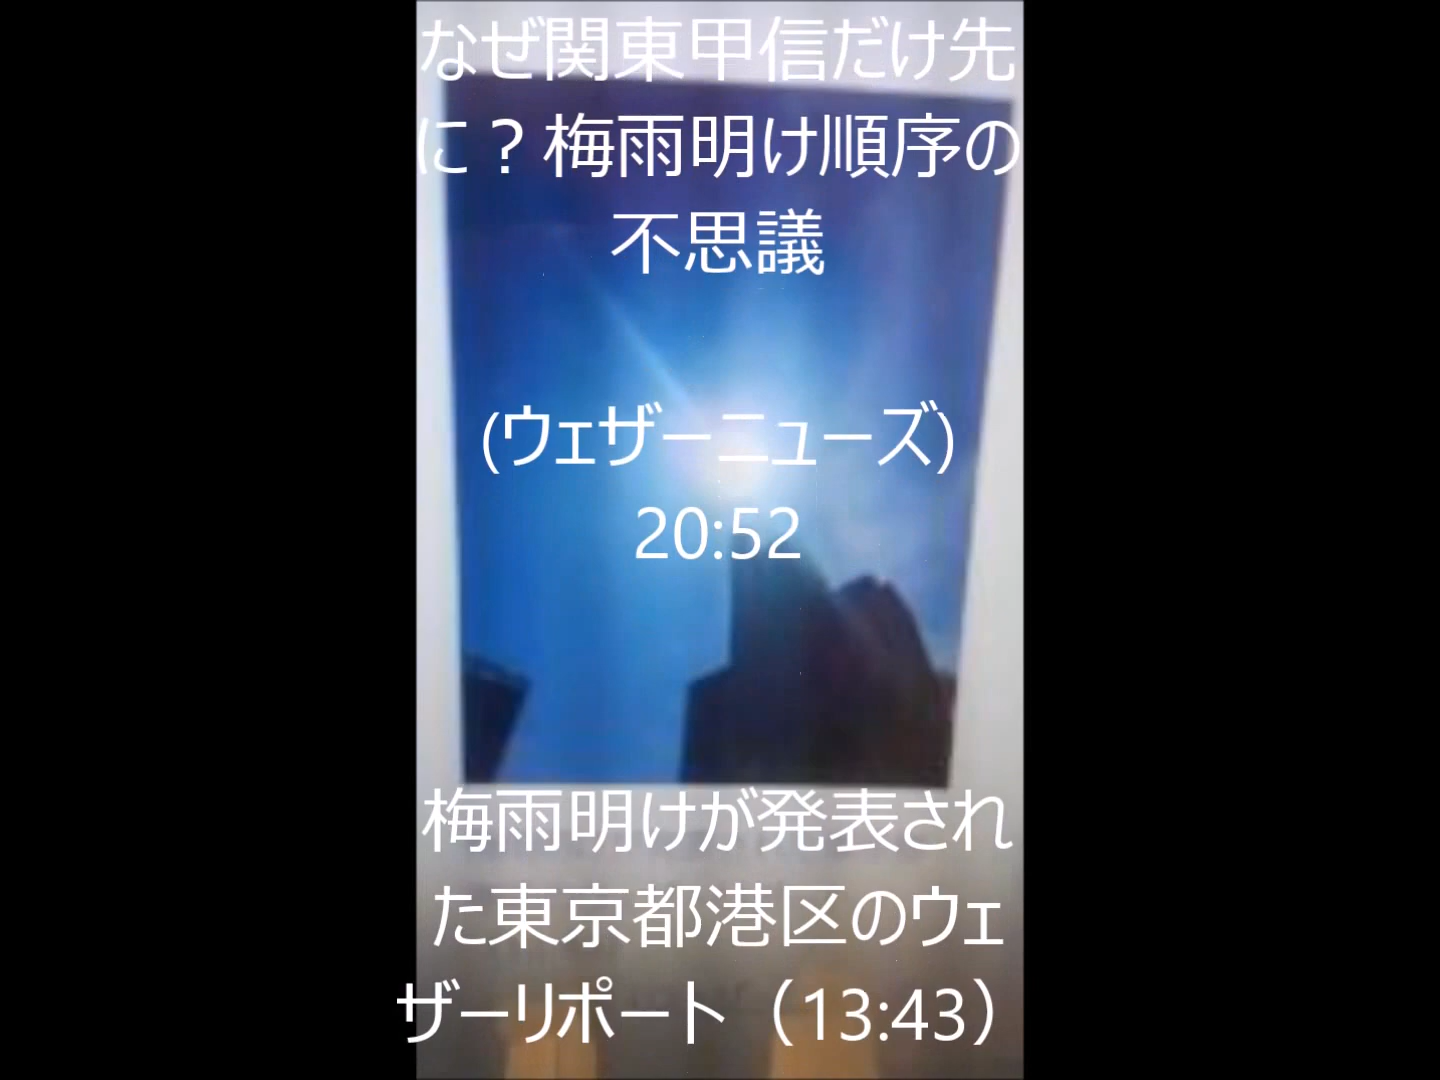 なぜ関東甲信だけ先
に？梅雨明け順序の
不思議
(ウェザーニューズ)
20:52
梅雨明けが発表され
た東京都港区のウェ
ザーリポート（13:43）